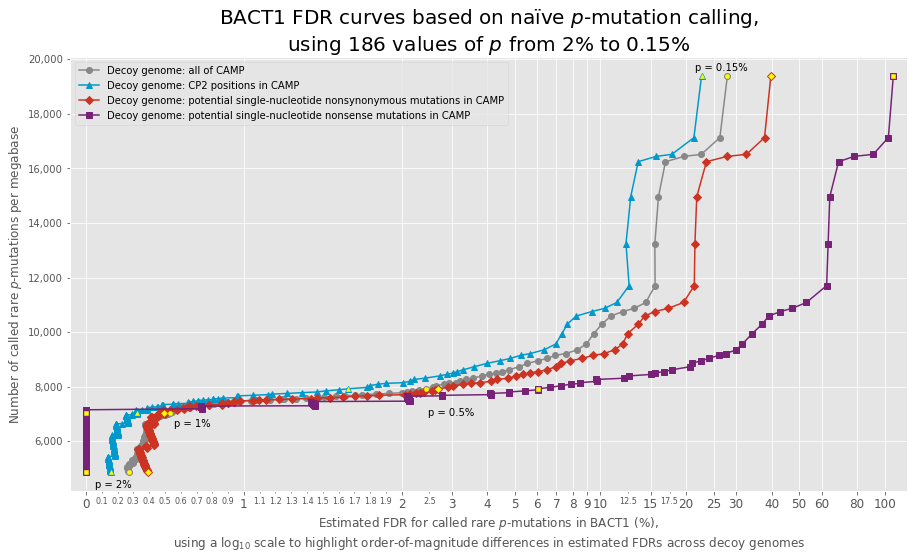 BACT1 FDR curves based on naïve p-mutation calling,
using 186 values of p from 2% to 0.15%
Decoy genome: all of CAMP
Decoy genome: CP2 positions in CAMP
Decoy genome: potential single-nucleotide nonsynonymous mutations in CAMP
Decoy genome: potential single-nucleotide nonsense mutations in CAMP
p = 0.15%
p = 0.5%
p = 1%
p = 2%
Number of called rare p-mutations per megabase
20,000
18,000
16,000
14,000
12,000
10,000
8,000
6,000
0 0.1 0.2 0.3 0.4 0.5 0.6 0.7 0.8 0.9 1 1.1 1.2 1.3 1.4 1.5 1.6 1.7 1.8 1.9 2 2.5 3 4 5 6 7 8 9 10 12.5 15 17.5 20 25 30 40 50 60 80 100
Estimated FDR for called rare p-mutations in BACT1 (%),
using a log10 scale to highlight order-of-magnitude differences in estimated FDRs across decoy genomes